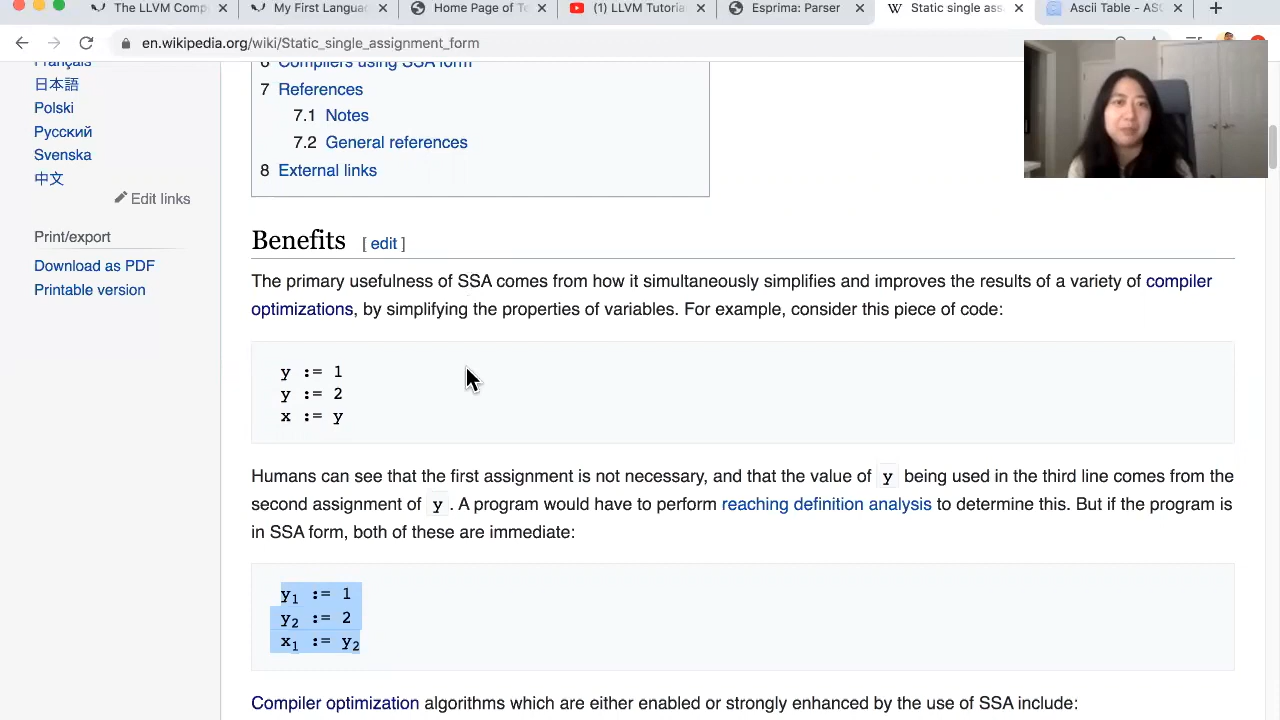 The LLVM Comp
My First Langua
Home Page of Te
(1) LLVM Tutoria
Esprima: Parser
Static single ass
Ascii Table - ASC
en.wikipedia.org/wiki/Static_single_assignment_form
Français
日本語
Polski
Русский
Svenska
中文
Edit links
Print/export
Download as PDF
Printable version
6 Compilers using SSA form
7 References
7.1 Notes
7.2 General references
8 External links
Benefits [ edit ]
The primary usefulness of SSA comes from how it simultaneously simplifies and improves the results of a variety of compiler
optimizations, by simplifying the properties of variables. For example, consider this piece of code:
y := 1
y := 2
x := y
Humans can see that the first assignment is not necessary, and that the value of y being used in the third line comes from the
second assignment of y . A program would have to perform reaching definition analysis to determine this. But if the program is
in SSA form, both of these are immediate:
y₁ := 1
y₂ := 2
x₁ := y₂
Compiler optimization algorithms which are either enabled or strongly enhanced by the use of SSA include: